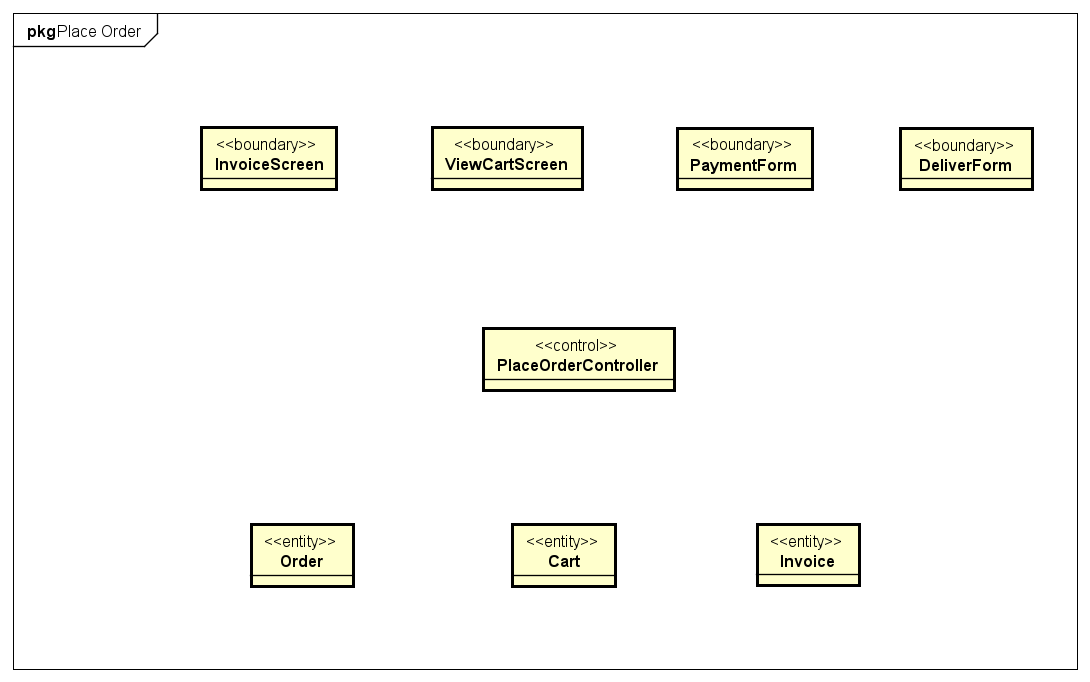 pkgPlace Order
<<boundary>>
InvoiceScreen
<<boundary>>
ViewCartScreen
<<boundary>>
PaymentForm
<<boundary>>
DeliverForm
<<control>>
PlaceOrderController
<<entity>>
Order
<<entity>>
Cart
<<entity>>
Invoice